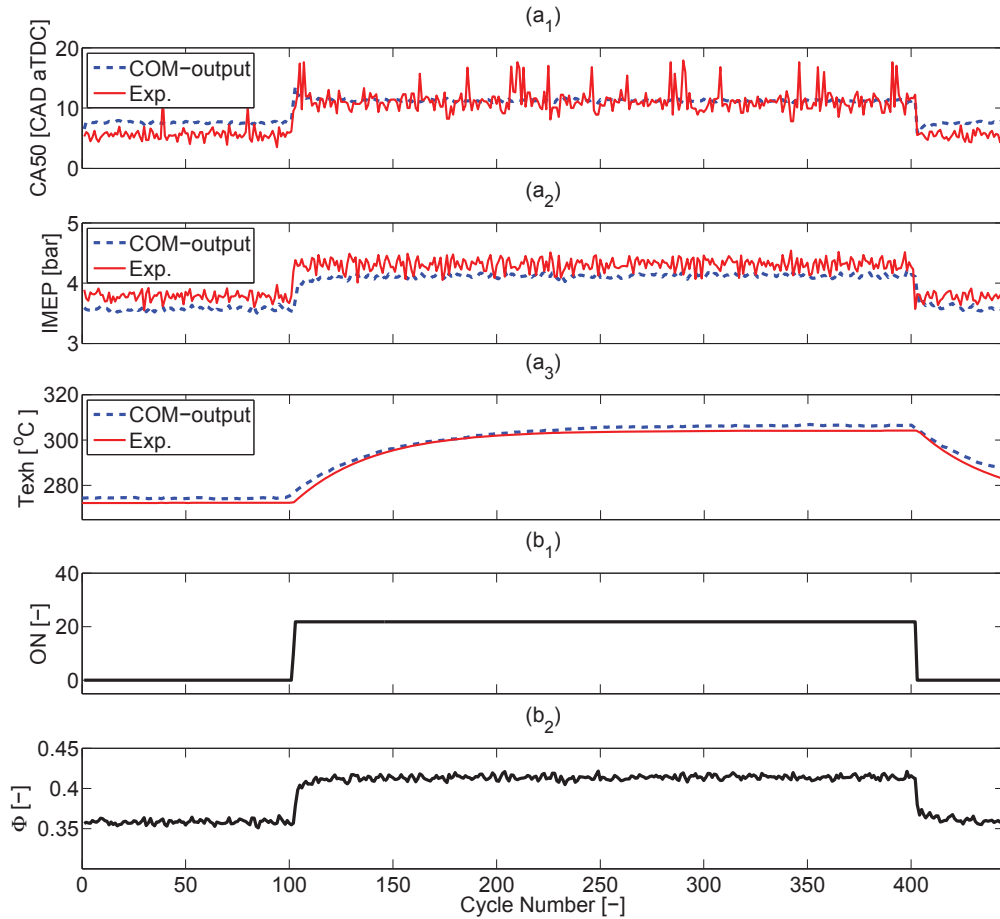 (a1)
CA50 [CAD aTDC]
20
10
0
COM-output
Exp.
(a2)
IMEP [bar]
5
4
3
COM-output
Exp.
(a3)
Texh [°C ]
320
300
280
COM-output
Exp.
(b1)
ON [-]
40
20
0
(b2)
Φ [-]
0.45
0.4
0.35
0 50 100 150 200 250 300 350 400
Cycle Number [-]